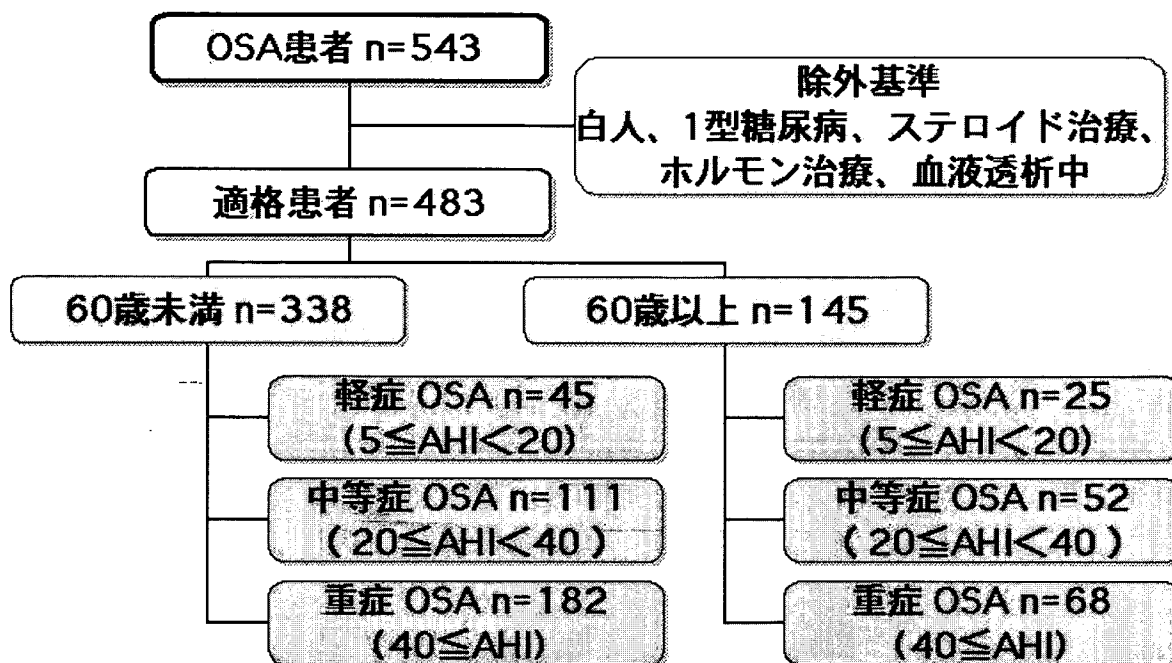 OSA患者 n=543
除外基準
白人、1型糖尿病、ステロイド治療、
ホルモン治療、血液透析中
適格患者 n=483
60歳未満 n=338
60歳以上 n=145
軽症 OSA n=45
(5≦AHI<20)
中等症 OSA n=111
(20≦AHI<40)
重症 OSA n=182
(40≦AHI)
軽症 OSA n=25
(5≦AHI<20)
中等症 OSA n=52
(20≦AHI<40)
重症 OSA n=68
(40≦AHI)